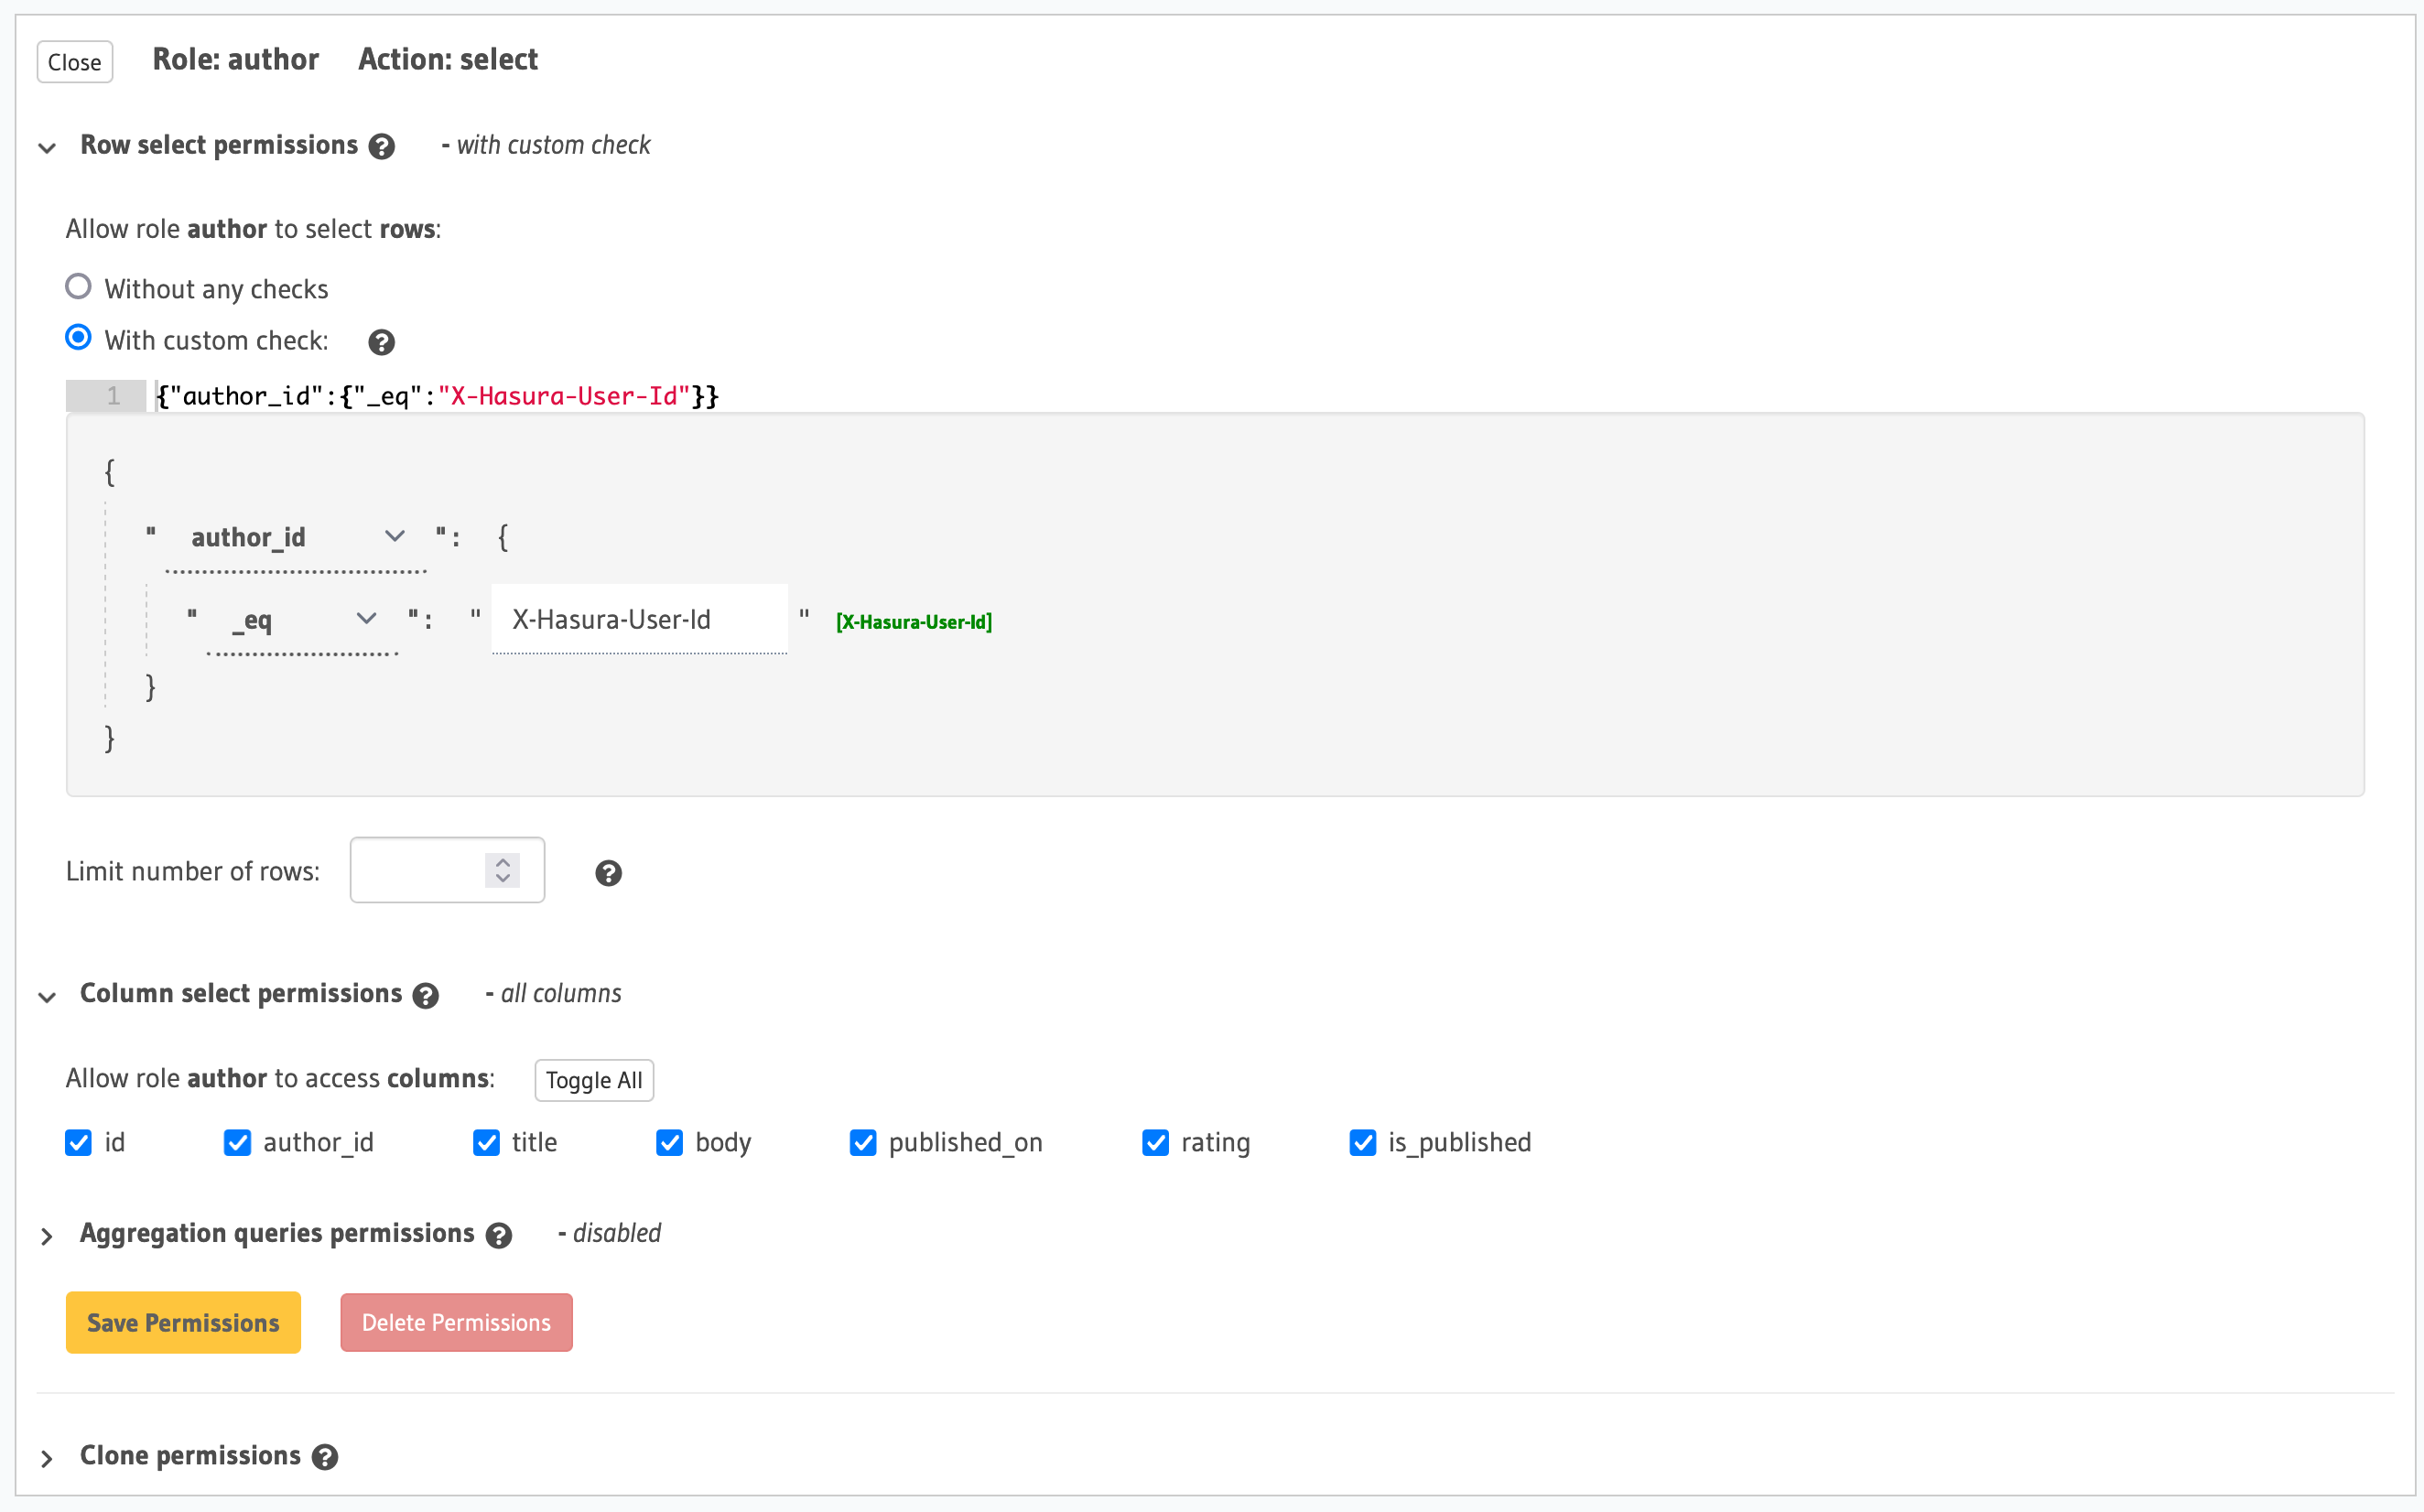 Close Role: author Action: select
Row select permissions ? - with custom check
Allow role author to select rows:
Without any checks
With custom check: ?
1 {"author_id":{"_eq":"X-Hasura-User-Id"}}
{
" author_id ": {
" _eq ": " X-Hasura-User-Id " [X-Hasura-User-Id]
}
}
Limit number of rows: ?
Column select permissions ? - all columns
Allow role author to access columns: Toggle All
id author_id title body published_on rating is_published
Aggregation queries permissions ? - disabled
Save Permissions Delete Permissions
Clone permissions ?